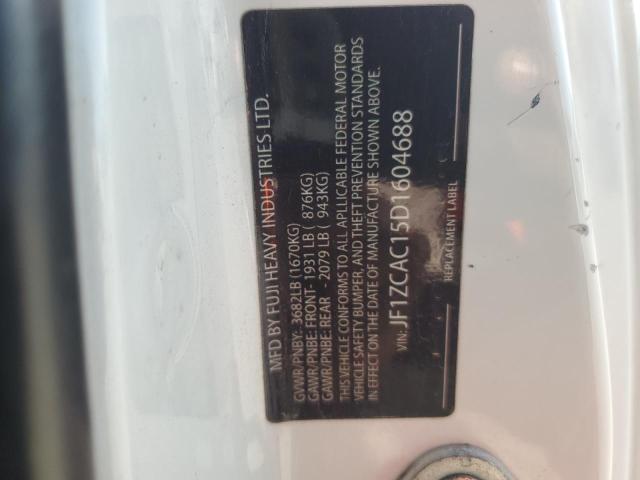 MFD BY FUJI HEAVY INDUSTRIES LTD.
GVWR/PNBY: 3682LB (1670KG)
GAWR/PNBE: FRONT- 1931 LB ( 876KG)
GAWR/PNBE: REAR - 2079 LB ( 943KG)
THIS VEHICLE CONFORMS TO ALL APLLICABLE FEDERAL MOTOR
VEHICLE SAFETY BUMPER, AND THEFT PREVENTION STANDARDS
IN EFFECT ON THE DATE OF MANUFACTURE SHOWN ABOVE.
VIN: JF1ZCAC15D1604688
REPLACEMENT LABEL